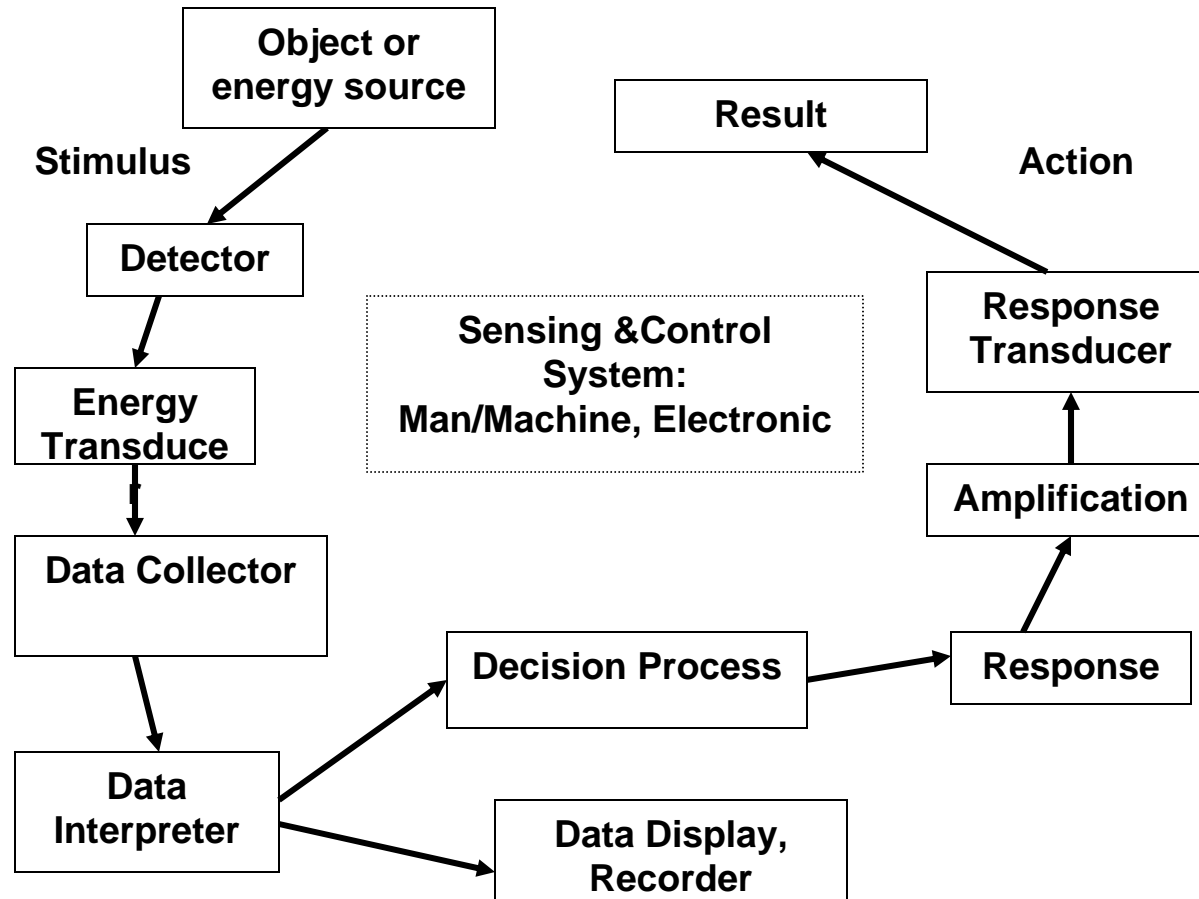 Object or
energy source
Result
Stimulus
Action
Detector
Response
Transducer
Sensing &Control
System:
Man/Machine, Electronic
Energy
Transduce
r
Amplification
Data Collector
Decision Process
Response
Data
Interpreter
Data Display,
Recorder